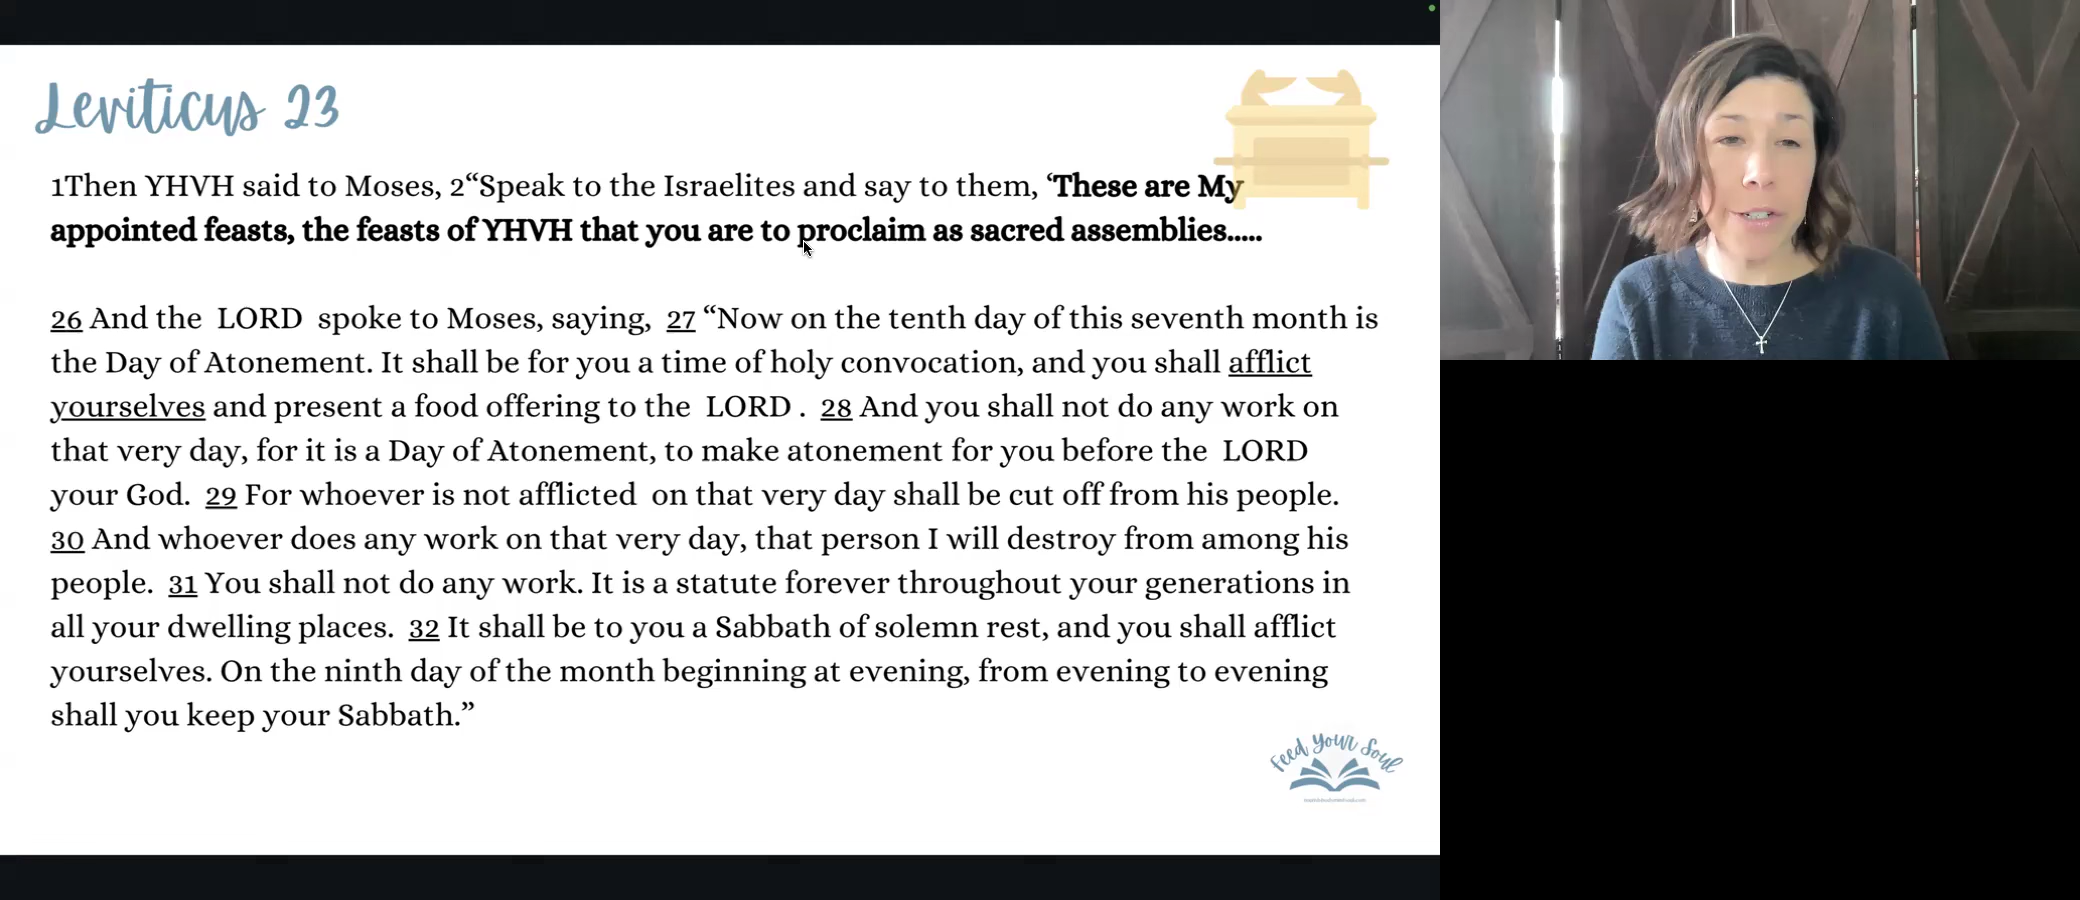 Leviticus 23
1Then YHVH said to Moses, 2“Speak to the Israelites and say to them, ‘These are My
appointed feasts, the feasts of YHVH that you are to proclaim as sacred assemblies.....
26 And the LORD spoke to Moses, saying, 27 “Now on the tenth day of this seventh month is
the Day of Atonement. It shall be for you a time of holy convocation, and you shall afflict
yourselves and present a food offering to the LORD . 28 And you shall not do any work on
that very day, for it is a Day of Atonement, to make atonement for you before the LORD
your God. 29 For whoever is not afflicted on that very day shall be cut off from his people.
30 And whoever does any work on that very day, that person I will destroy from among his
people. 31 You shall not do any work. It is a statute forever throughout your generations in
all your dwelling places. 32 It shall be to you a Sabbath of solemn rest, and you shall afflict
yourselves. On the ninth day of the month beginning at evening, from evening to evening
shall you keep your Sabbath.”
Feed Your Soul